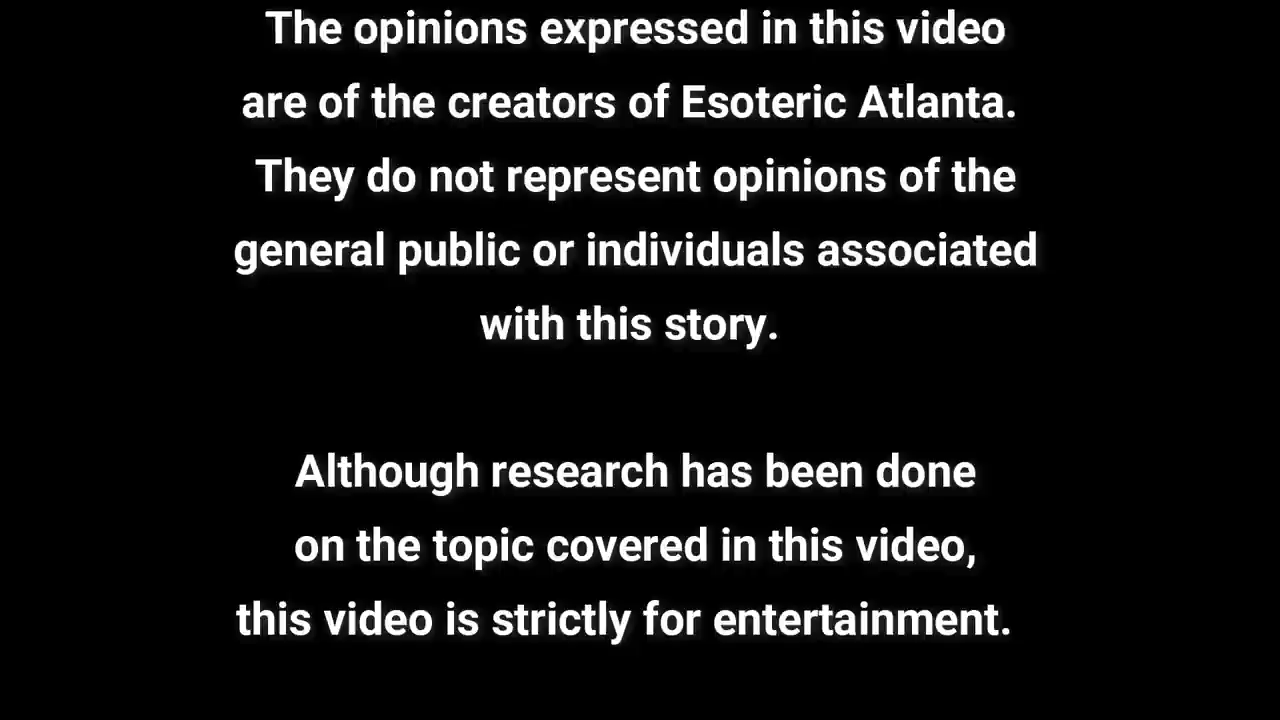 The opinions expressed in this video
are of the creators of Esoteric Atlanta.
They do not represent opinions of the
general public or individuals associated
with this story.
Although research has been done
on the topic covered in this video,
this video is strictly for entertainment.